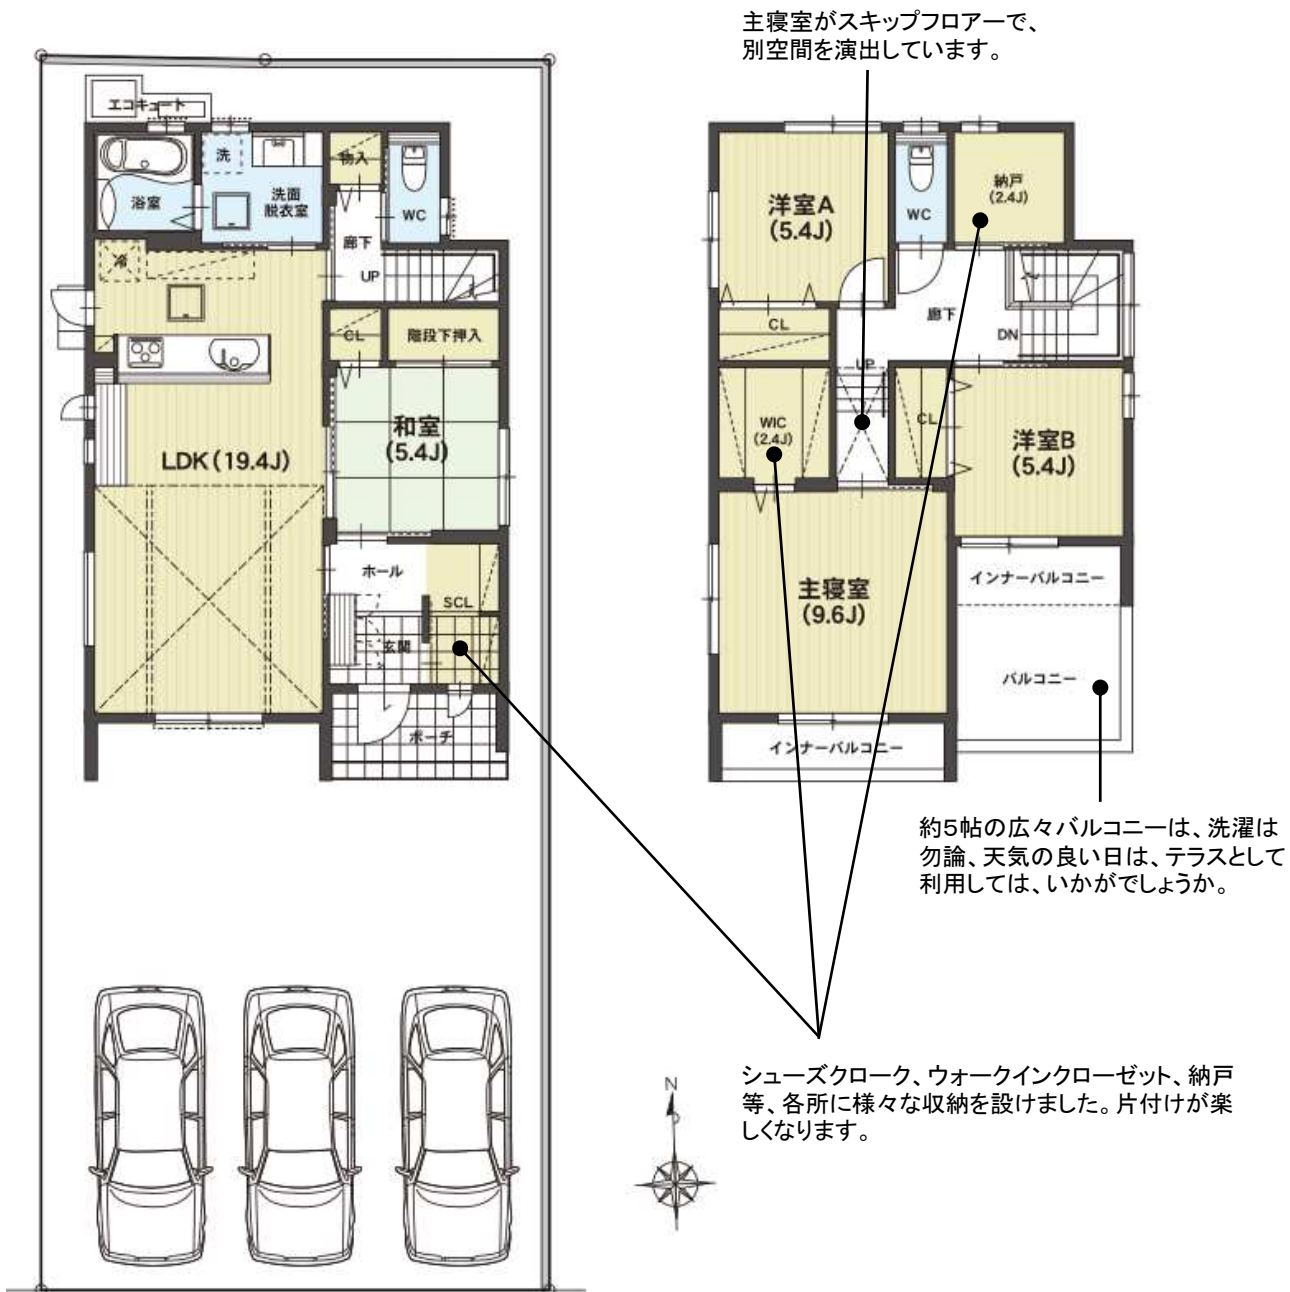 主寝室がスキップフロアーで、
別空間を演出しています。
エコキュート
浴室
洗
洗面
脱衣室
物入
WC
廊下
UP
冷
CL
階段下押入
和室
(5.4J)
LDK(19.4J)
ホール
SCL
玄関
ポーチ
洋室A
(5.4J)
WC
納戸
(2.4J)
CL
廊下
DN
UP
WIC
(2.4J)
CL
洋室B
(5.4J)
主寝室
(9.6J)
インナーバルコニー
バルコニー
インナーバルコニー
約5帖の広々バルコニーは、洗濯は
勿論、天気の良い日は、テラスとして
利用しては、いかがでしょうか。
シューズクローク、ウォークインクローゼット、納戸
等、各所に様々な収納を設けました。片付けが楽
しくなります。
N